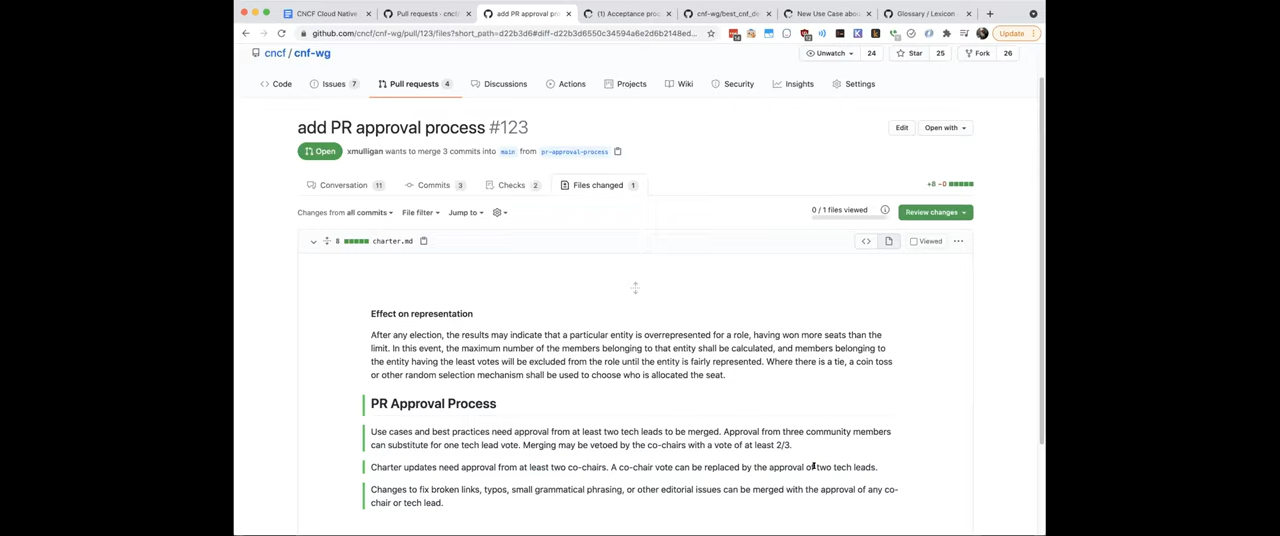 CNCF Cloud Native
Pull requests · cncf/
add PR approval pro
(1) Acceptance proc
cnf-wg/best_cnf_de
New Use Case abou
Glossary / Lexicon
github.com/cncf/cnf-wg/pull/123/files?short_path=d22b3d6#diff-d22b3d6550c34594a6e2d6b2148ed...
Update
cncf / cnf-wg
Unwatch 24
Star 25
Fork 26
Code
Issues 7
Pull requests 4
Discussions
Actions
Projects
Wiki
Security
Insights
Settings
add PR approval process #123
Edit
Open with
Open
xmulligan wants to merge 3 commits into main from pr-approval-process
Conversation 11
Commits 3
Checks 2
Files changed 1
+8 −0
Changes from all commits
File filter
Jump to
0 / 1 files viewed
Review changes
8
charter.md
Viewed
Effect on representation
After any election, the results may indicate that a particular entity is overrepresented for a role, having won more seats than the
limit. In this event, the maximum number of the members belonging to that entity shall be calculated, and members belonging to
the entity having the least votes will be excluded from the role until the entity is fairly represented. Where there is a tie, a coin toss
or other random selection mechanism shall be used to choose who is allocated the seat.
PR Approval Process
Use cases and best practices need approval from at least two tech leads to be merged. Approval from three community members
can substitute for one tech lead vote. Merging may be vetoed by the co-chairs with a vote of at least 2/3.
Charter updates need approval from at least two co-chairs. A co-chair vote can be replaced by the approval of two tech leads.
Changes to fix broken links, typos, small grammatical phrasing, or other editorial issues can be merged with the approval of any co-
chair or tech lead.